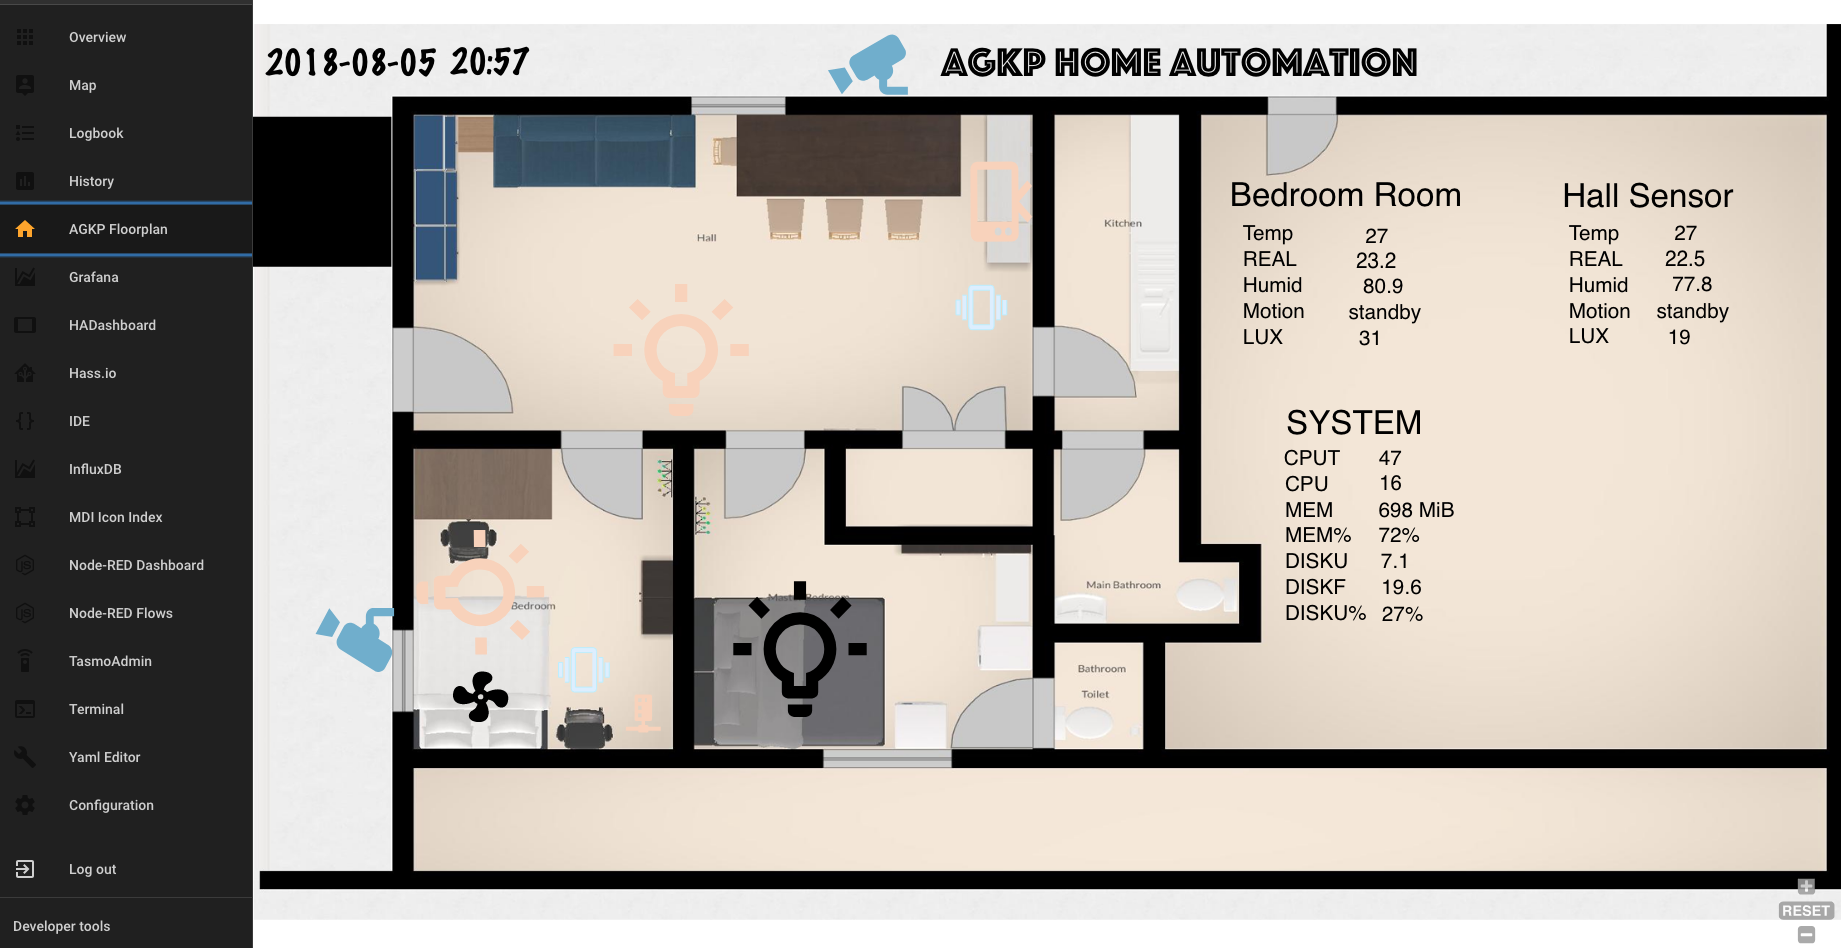 Overview
Map
Logbook
History
AGKP Floorplan
Grafana
HADashboard
Hass.io
IDE
InfluxDB
MDI Icon Index
Node-RED Dashboard
Node-RED Flows
TasmoAdmin
Terminal
Yaml Editor
Configuration
Log out
Developer tools
2018-08-05 20:57
AGKP HOME AUTOMATION
Hall
Kitchen
Bedroom
Master Bedroom
Main Bathroom
Bathroom
Toilet
Bedroom Room
Temp 27
REAL 23.2
Humid 80.9
Motion standby
LUX 31
Hall Sensor
Temp 27
REAL 22.5
Humid 77.8
Motion standby
LUX 19
SYSTEM
CPUT 47
CPU 16
MEM 698 MiB
MEM% 72%
DISKU 7.1
DISKF 19.6
DISKU% 27%
RESET